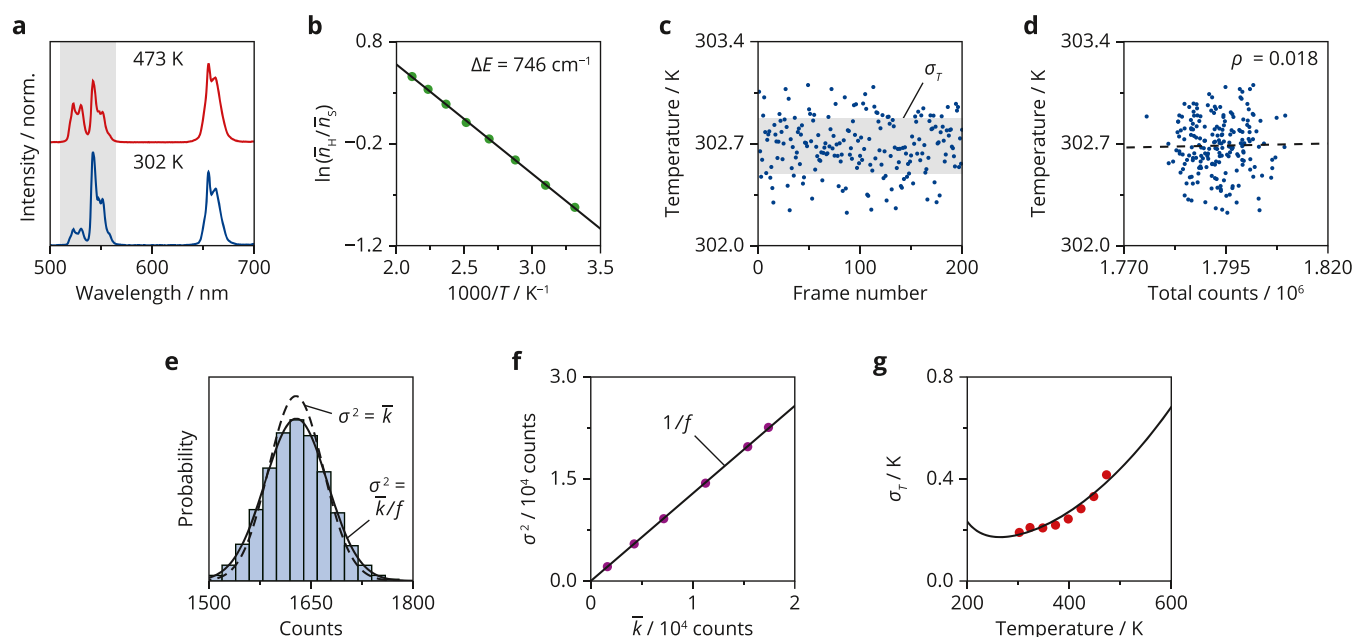 a
473 K
302 K
Intensity / norm.
500
600
700
Wavelength / nm
b
0.8
−0.2
−1.2
ΔE = 746 cm⁻¹
ln(n̅_H/n̅_S)
2.0
2.5
3.0
3.5
1000/T / K⁻¹
c
303.4
302.7
302.0
σ_T
Temperature / K
0
100
200
Frame number
d
303.4
302.7
302.0
ρ = 0.018
Temperature / K
1.770
1.795
1.820
Total counts / 10⁶
e
σ² = k̅
σ² =
k̅/f
Probability
1500
1650
1800
Counts
f
3.0
1.5
0.0
1/f
σ² / 10⁴ counts
0
1
2
k̅ / 10⁴ counts
g
0.8
0.4
0.0
σ_T / K
200
400
600
Temperature / K